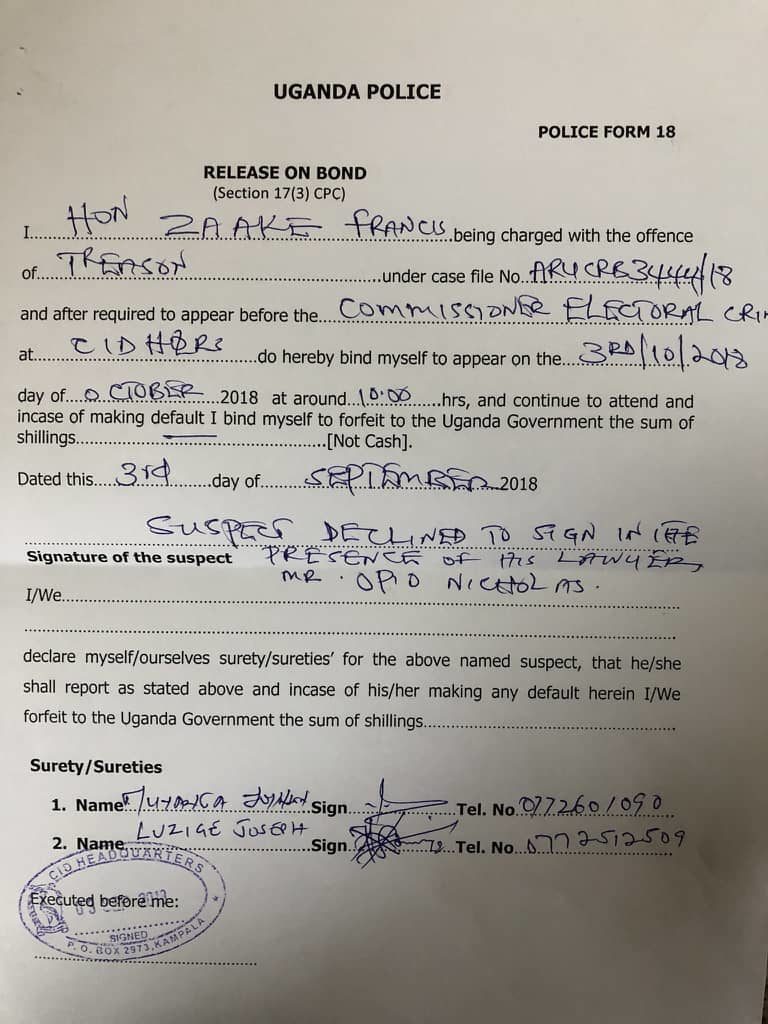 UGANDA POLICE
POLICE FORM 18
RELEASE ON BOND
(Section 17(3) CPC)
I HON ZAAKE FRANCIS being charged with the offence
of TREASON under case file No. ARUCRB3444/18
and after required to appear before the COMMISSIONER ELECTORAL CRIM
at CID HQRS do hereby bind myself to appear on the 3RD/10/2018
day of OCTOBER 2018 at around 10:00 hrs, and continue to attend and
incase of making default I bind myself to forfeit to the Uganda Government the sum of
shillings [Not Cash].
Dated this 3rd day of SEPTEMBER 2018
SUSPECT DECLINED TO SIGN IN THE
Signature of the suspect PRESENCE OF HIS LAWYER,
MR. OPIO NICHOLAS.
I/We
declare myself/ourselves surety/sureties' for the above named suspect, that he/she
shall report as stated above and incase of his/her making any default herein I/We
forfeit to the Uganda Government the sum of shillings
Surety/Sureties
1. Name Sign Tel. No 0772601090
2. Name LUZIGE JOSEPH Sign Tel. No 0772512509
CID HEADQUARTERS
Executed before me:
SIGNED
P. O. BOX 2973, KAMPALA